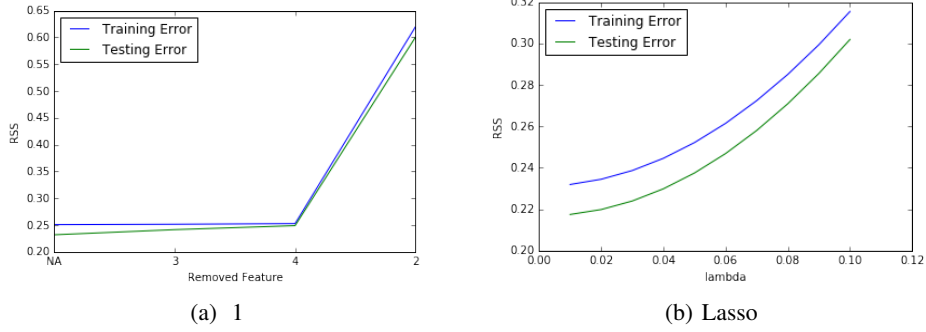 0.65
0.60
0.55
0.50
0.45
0.40
0.35
0.30
0.25
0.20
RSS
Training Error
Testing Error
NA 3 4 2
Removed Feature
(a) 1
0.32
0.30
0.28
0.26
0.24
0.22
0.20
RSS
Training Error
Testing Error
0.00 0.02 0.04 0.06 0.08 0.10 0.12
lambda
(b) Lasso